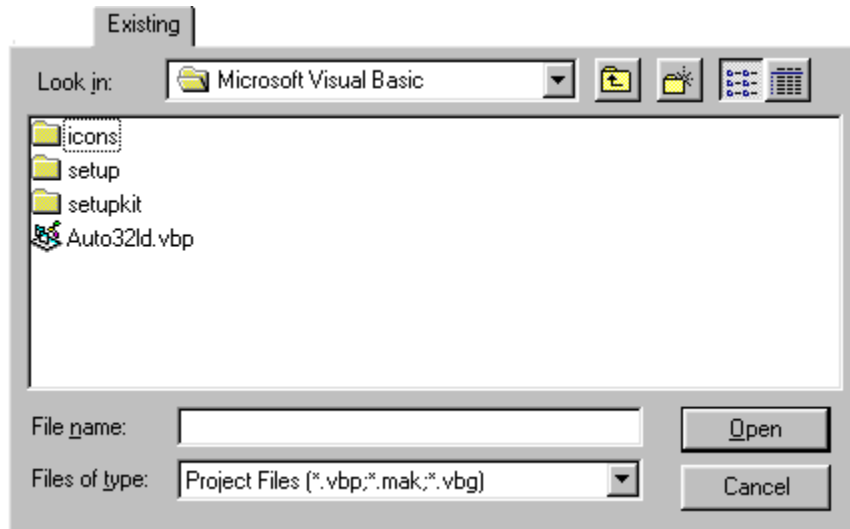 Existing
Look in: Microsoft Visual Basic
icons
setup
setupkit
Auto32ld.vbp
File name:
Open
Files of type: Project Files (*.vbp;*.mak;*.vbg)
Cancel